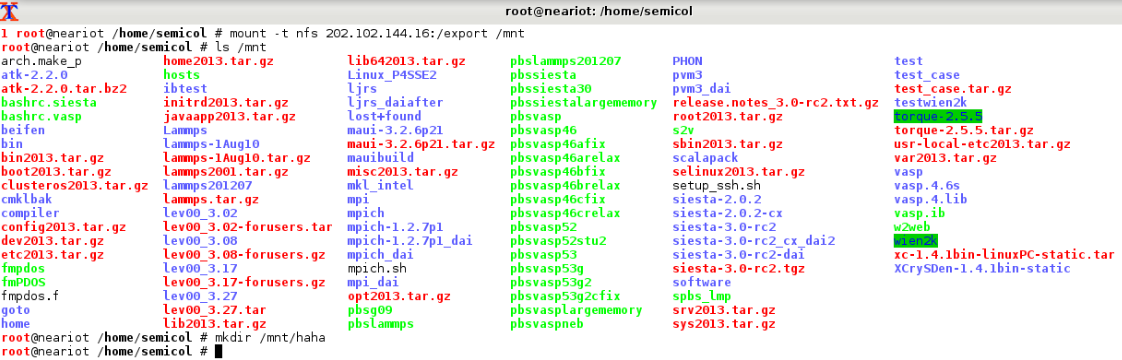 root@neariot: /home/semicol
1 root@neariot /home/semicol # mount -t nfs 202.102.144.16:/export /mnt
root@neariot /home/semicol # ls /mnt
arch.make_p home2013.tar.gz lib642013.tar.gz pbslammps201207 PHON test
atk-2.2.0 hosts Linux_P4SSE2 pbssiesta pvm3 test_case
atk-2.2.0.tar.bz2 ibtest ljrs pbssiesta30 pvm3_dai test_case.tar.gz
bashrc.siesta initrd2013.tar.gz ljrs_daiafter pbssiestalargememory release.notes_3.0-rc2.txt.gz testwien2k
bashrc.vasp javaapp2013.tar.gz lost+found pbsvasp root2013.tar.gz torque-2.5.5
beifen Lammps maui-3.2.6p21 pbsvasp46 s2v torque-2.5.5.tar.gz
bin lammps-1Aug10 maui-3.2.6p21.tar.gz pbsvasp46afix sbin2013.tar.gz usr-local-etc2013.tar.gz
bin2013.tar.gz lammps-1Aug10.tar.gz mauibuild pbsvasp46arelax scalapack var2013.tar.gz
boot2013.tar.gz lammps2001.tar.gz misc2013.tar.gz pbsvasp46bfix selinux2013.tar.gz vasp
clusteros2013.tar.gz lammps201207 mkl_intel pbsvasp46brelax setup_ssh.sh vasp.4.6s
cmklbak lammps.tar.gz mpi pbsvasp46cfix siesta-2.0.2 vasp.4.lib
compiler lev00_3.02 mpich pbsvasp46crelax siesta-2.0.2-cx vasp.ib
config2013.tar.gz lev00_3.02-forusers.tar mpich-1.2.7p1 pbsvasp52 siesta-3.0-rc2 w2web
dev2013.tar.gz lev00_3.08 mpich-1.2.7p1_dai pbsvasp52stu2 siesta-3.0-rc2_cx_dai2 wien2k
etc2013.tar.gz lev00_3.08-forusers.gz mpich_dai pbsvasp53 siesta-3.0-rc2-dai xc-1.4.1bin-linuxPC-static.tar
fmpdos lev00_3.17 mpich.sh pbsvasp53g siesta-3.0-rc2.tgz XCrySDen-1.4.1bin-static
fmPDOS lev00_3.17-forusers.gz mpi_dai pbsvasp53g2 software
fmpdos.f lev00_3.27 opt2013.tar.gz pbsvasp53g2cfix spbs_lmp
goto lev00_3.27.tar pbsg09 pbsvasplargememory srv2013.tar.gz
home lib2013.tar.gz pbslammps pbsvaspneb sys2013.tar.gz
root@neariot /home/semicol # mkdir /mnt/haha
root@neariot /home/semicol #